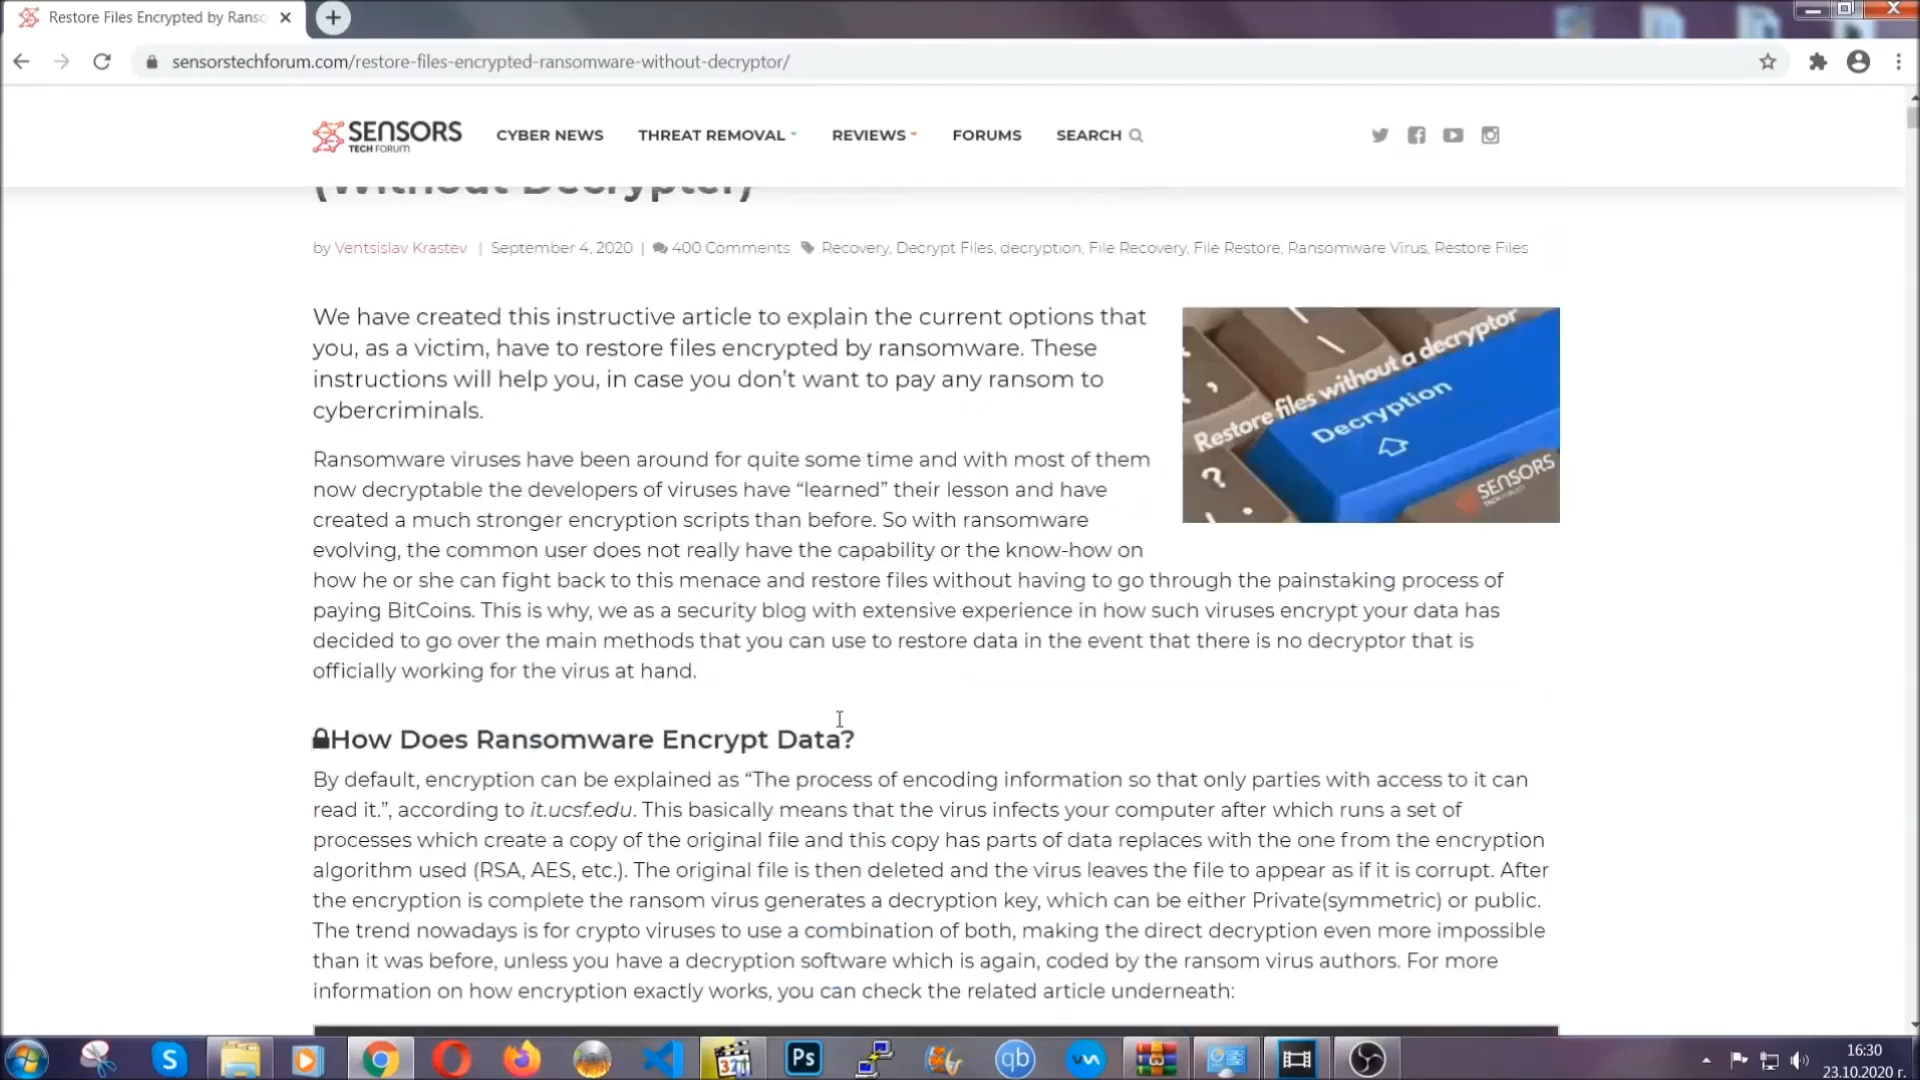 Restore Files Encrypted by Ranso
sensorstechforum.com/restore-files-encrypted-ransomware-without-decryptor/
SENSORS
TECH FORUM
CYBER NEWS
THREAT REMOVAL
REVIEWS
FORUMS
SEARCH
(Without Decrypter)
by Ventsislav Krastev | September 4, 2020 | 400 Comments Recovery, Decrypt Files, decryption, File Recovery, File Restore, Ransomware Virus, Restore Files
We have created this instructive article to explain the current options that
you, as a victim, have to restore files encrypted by ransomware. These
instructions will help you, in case you don't want to pay any ransom to
cybercriminals.
Restore files without a decryptor
Decryption
SENSORS
Ransomware viruses have been around for quite some time and with most of them
now decryptable the developers of viruses have “learned” their lesson and have
created a much stronger encryption scripts than before. So with ransomware
evolving, the common user does not really have the capability or the know-how on
how he or she can fight back to this menace and restore files without having to go through the painstaking process of
paying BitCoins. This is why, we as a security blog with extensive experience in how such viruses encrypt your data has
decided to go over the main methods that you can use to restore data in the event that there is no decryptor that is
officially working for the virus at hand.
How Does Ransomware Encrypt Data?
By default, encryption can be explained as “The process of encoding information so that only parties with access to it can
read it.”, according to it.ucsf.edu. This basically means that the virus infects your computer after which runs a set of
processes which create a copy of the original file and this copy has parts of data replaces with the one from the encryption
algorithm used (RSA, AES, etc.). The original file is then deleted and the virus leaves the file to appear as if it is corrupt. After
the encryption is complete the ransom virus generates a decryption key, which can be either Private(symmetric) or public.
The trend nowadays is for crypto viruses to use a combination of both, making the direct decryption even more impossible
than it was before, unless you have a decryption software which is again, coded by the ransom virus authors. For more
information on how encryption exactly works, you can check the related article underneath:
S
321
Ps
qb
16:30
23.10.2020 г.